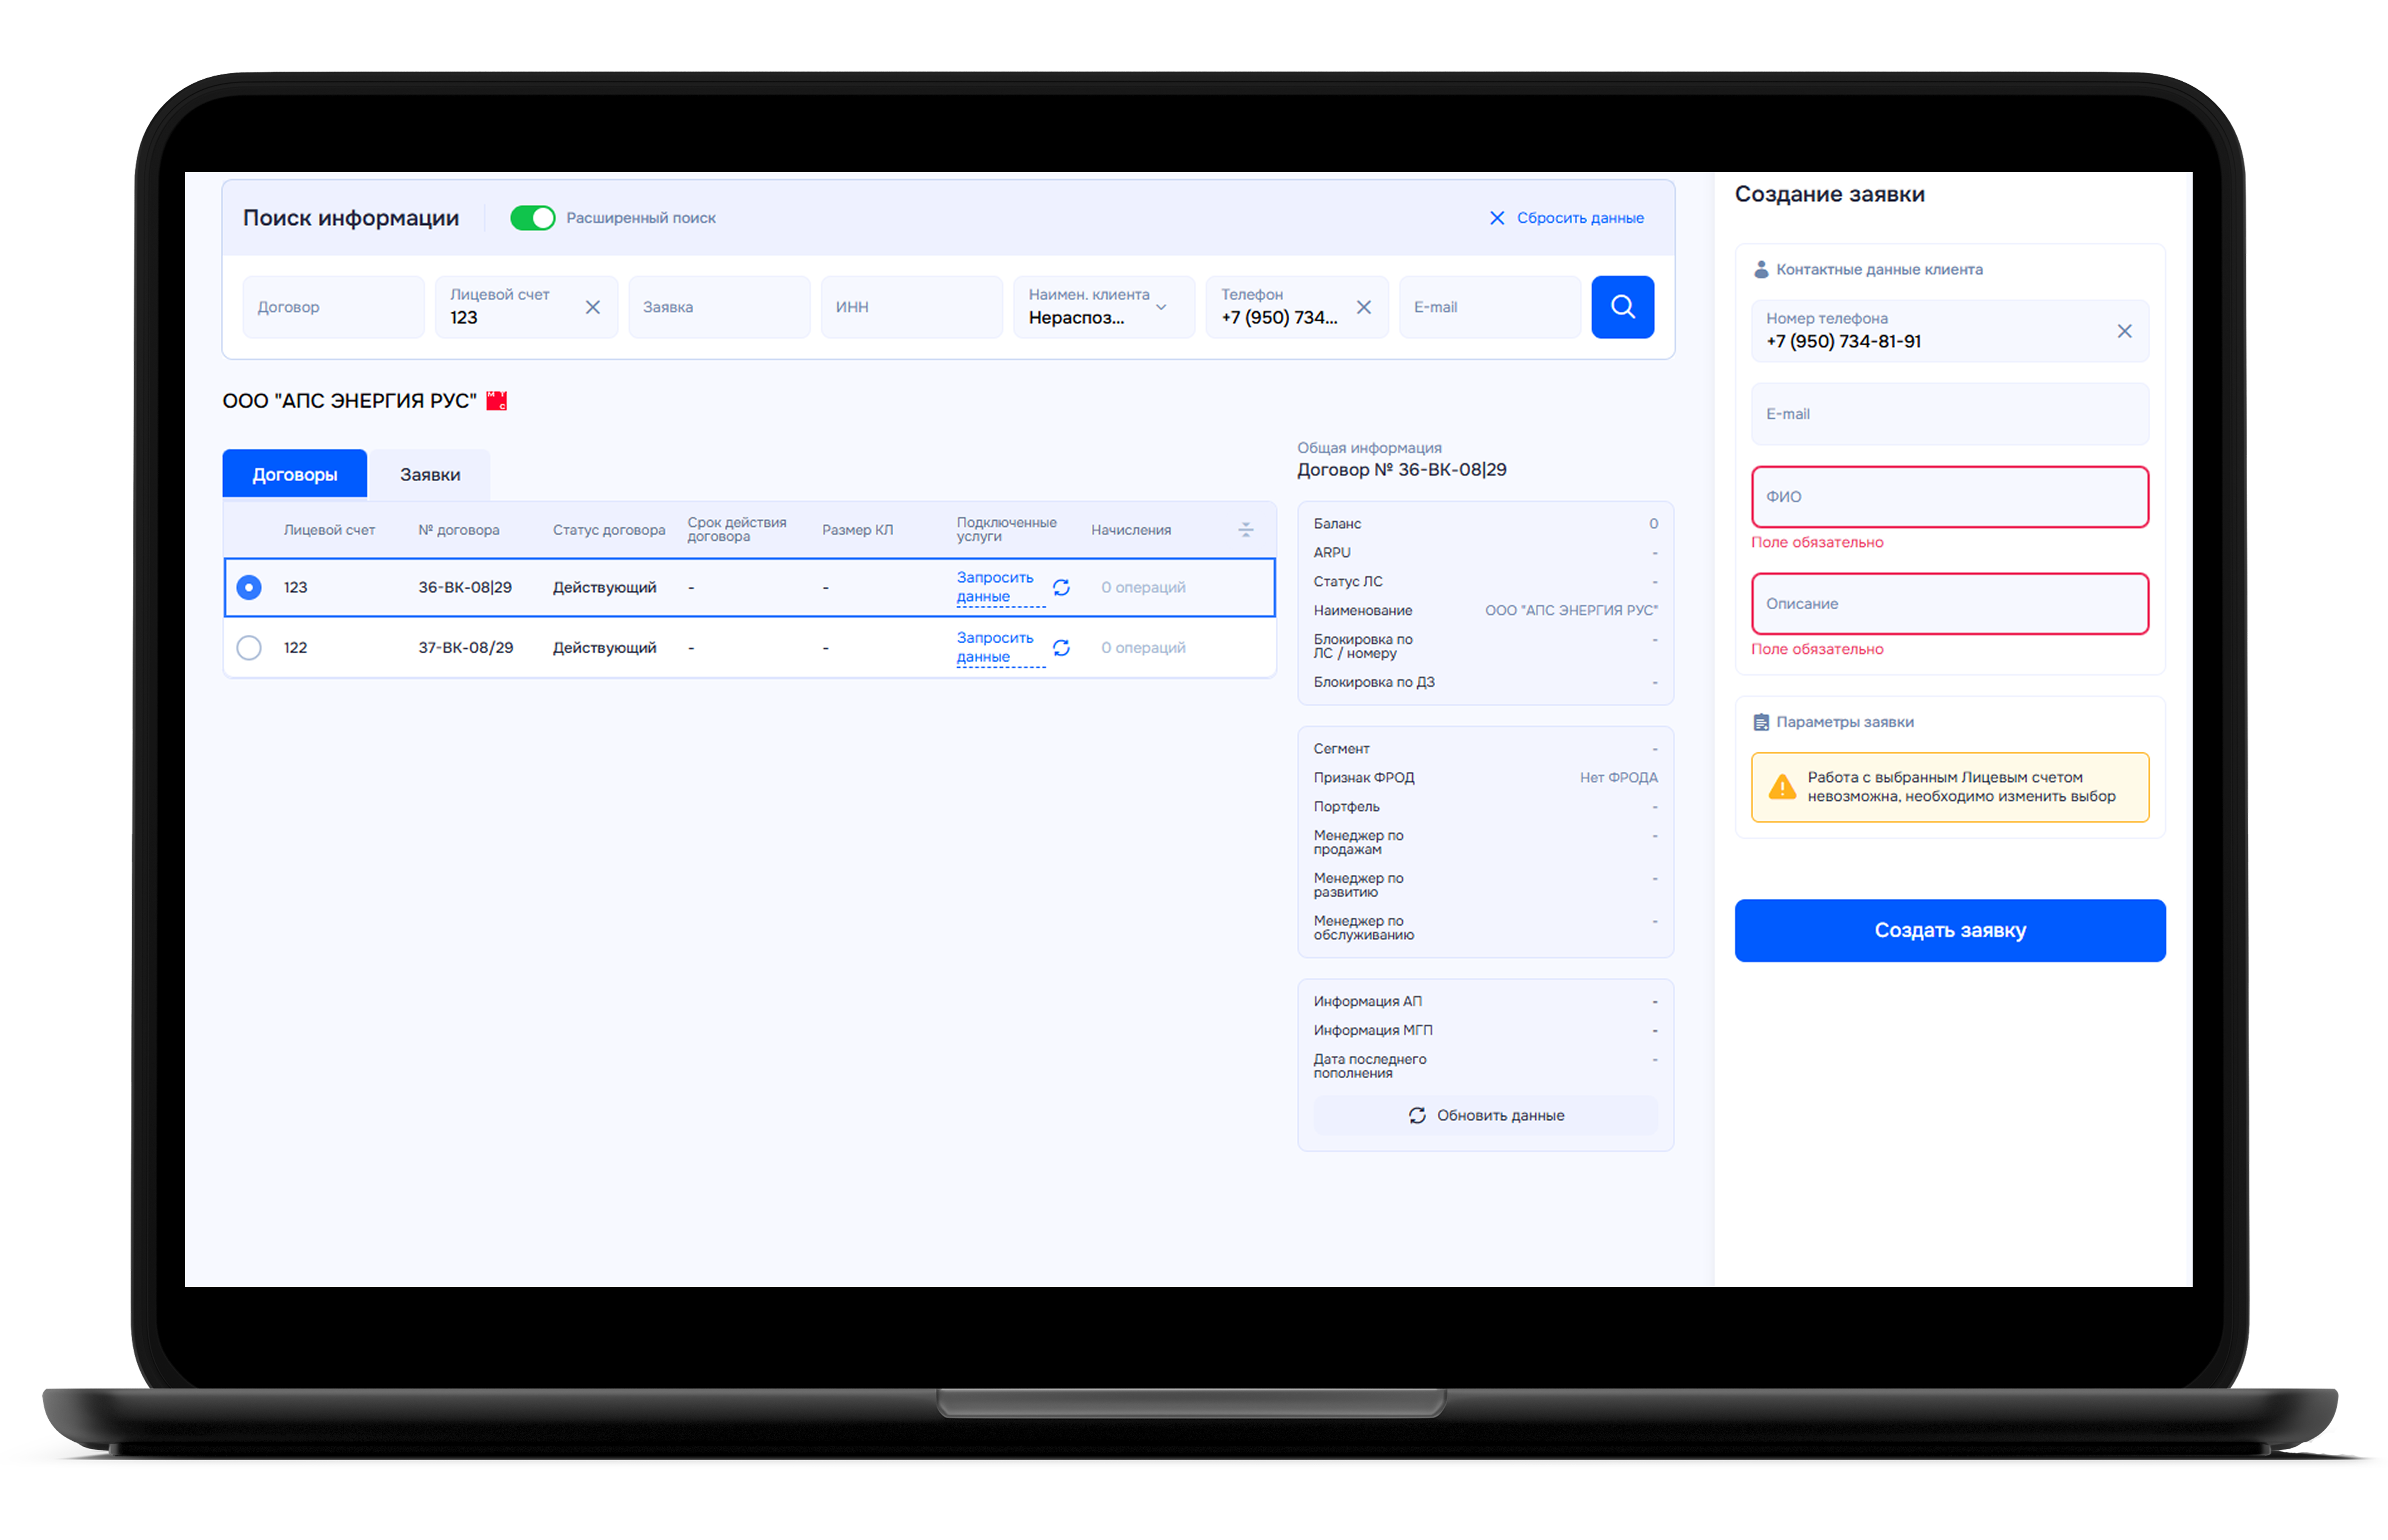 Поиск информации
Расширенный поиск
Сбросить данные
Договор
Лицевой счет
123
Заявка
ИНН
Наимен. клиента
Нераспоз...
Телефон
+7 (950) 734...
E-mail
ООО "АПС ЭНЕРГИЯ РУС"
М Т С
Договоры
Заявки
Лицевой счет
№ договора
Статус договора
Срок действия
договора
Размер КЛ
Подключенные
услуги
Начисления
123
36-ВК-08|29
Действующий
-
-
Запросить
данные
0 операций
122
37-ВК-08/29
Действующий
-
-
Запросить
данные
0 операций
Общая информация
Договор № 36-ВК-08|29
Баланс 0
ARPU -
Статус ЛС -
Наименование ООО "АПС ЭНЕРГИЯ РУС"
Блокировка по -
ЛС / номеру
Блокировка по ДЗ -
Сегмент -
Признак ФРОД Нет ФРОДА
Портфель -
Менеджер по -
продажам
Менеджер по -
развитию
Менеджер по -
обслуживанию
Информация АП -
Информация МГП -
Дата последнего -
пополнения
Обновить данные
Создание заявки
Контактные данные клиента
Номер телефона
+7 (950) 734-81-91
E-mail
ФИО
Поле обязательно
Описание
Поле обязательно
Параметры заявки
Работа с выбранным Лицевым счетом
невозможна, необходимо изменить выбор
Создать заявку